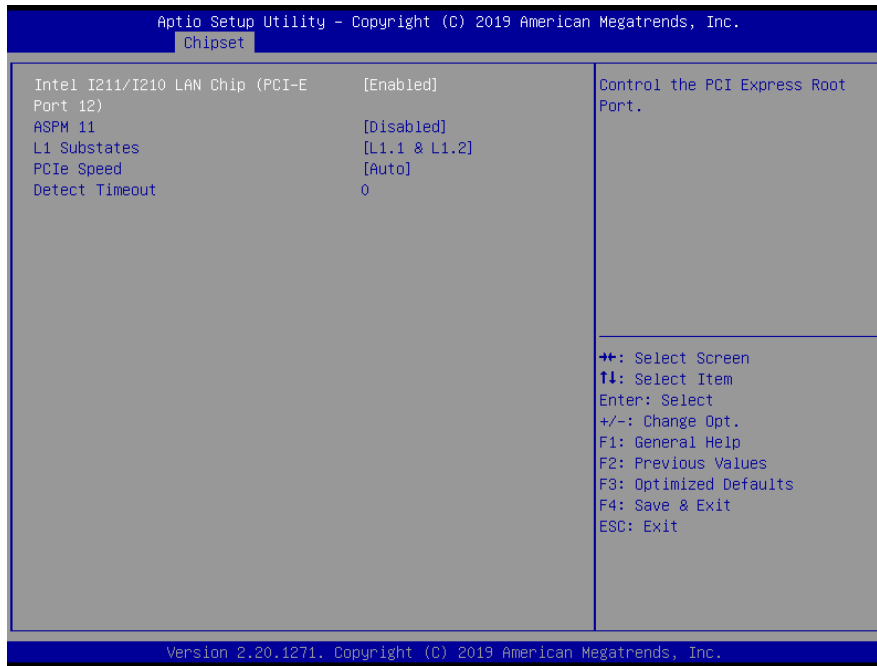 Aptio Setup Utility – Copyright (C) 2019 American Megatrends, Inc.
Chipset
Intel I211/I210 LAN Chip (PCI-E Port 12) [Enabled]
ASPM 11 [Disabled]
L1 Substates [L1.1 & L1.2]
PCIe Speed [Auto]
Detect Timeout 0
Control the PCI Express Root
Port.
→←: Select Screen
↑↓: Select Item
Enter: Select
+/-: Change Opt.
F1: General Help
F2: Previous Values
F3: Optimized Defaults
F4: Save & Exit
ESC: Exit
Version 2.20.1271. Copyright (C) 2019 American Megatrends, Inc.